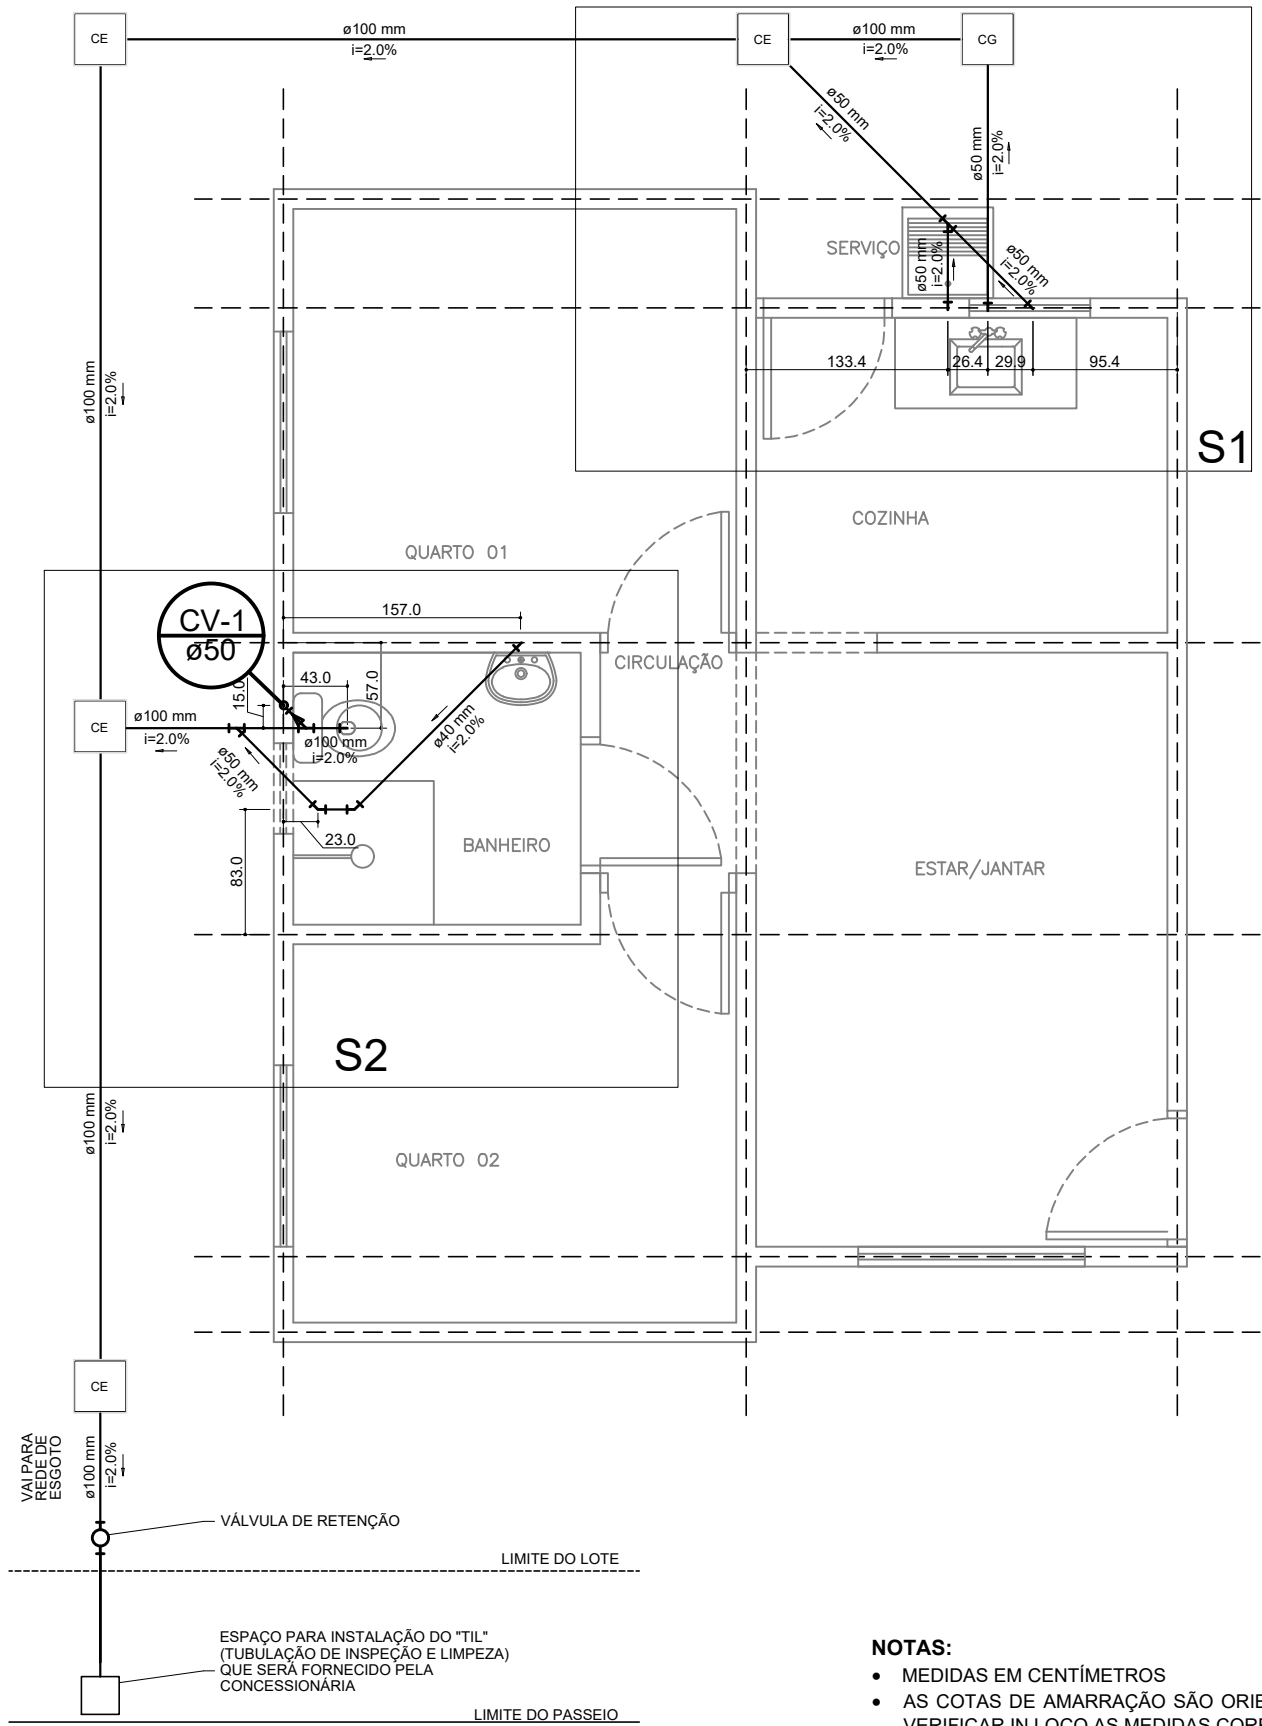 CE
ø100 mm
i=2.0%
CE
ø100 mm
i=2.0%
CG
ø50 mm
i=2.0%
ø50 mm
i=2.0%
SERVIÇO
ø50 mm
i=2.0%
ø50 mm
i=2.0%
133.4
26.4
29.9
95.4
S1
ø100 mm
i=2.0%
COZINHA
QUARTO 01
157.0
CV-1
ø50
CIRCULAÇÃO
43.0
57.0
15.0
CE
ø100 mm
i=2.0%
ø100 mm
i=2.0%
ø40 mm
i=2.0%
ø50 mm
i=2.0%
23.0
83.0
BANHEIRO
ESTAR/JANTAR
S2
ø100 mm
i=2.0%
QUARTO 02
CE
VAI PARA
REDE DE
ESGOTO
ø100 mm
i=2.0%
VÁLVULA DE RETENÇÃO
LIMITE DO LOTE
ESPAÇO PARA INSTALAÇÃO DO "TIL"
(TUBULAÇÃO DE INSPEÇÃO E LIMPEZA)
QUE SERÁ FORNECIDO PELA
CONCESSIONÁRIA
LIMITE DO PASSEIO
NOTAS:
• MEDIDAS EM CENTÍMETROS
• AS COTAS DE AMARRAÇÃO SÃO
VERIFICAR IN LOCO AS MEDIDAS